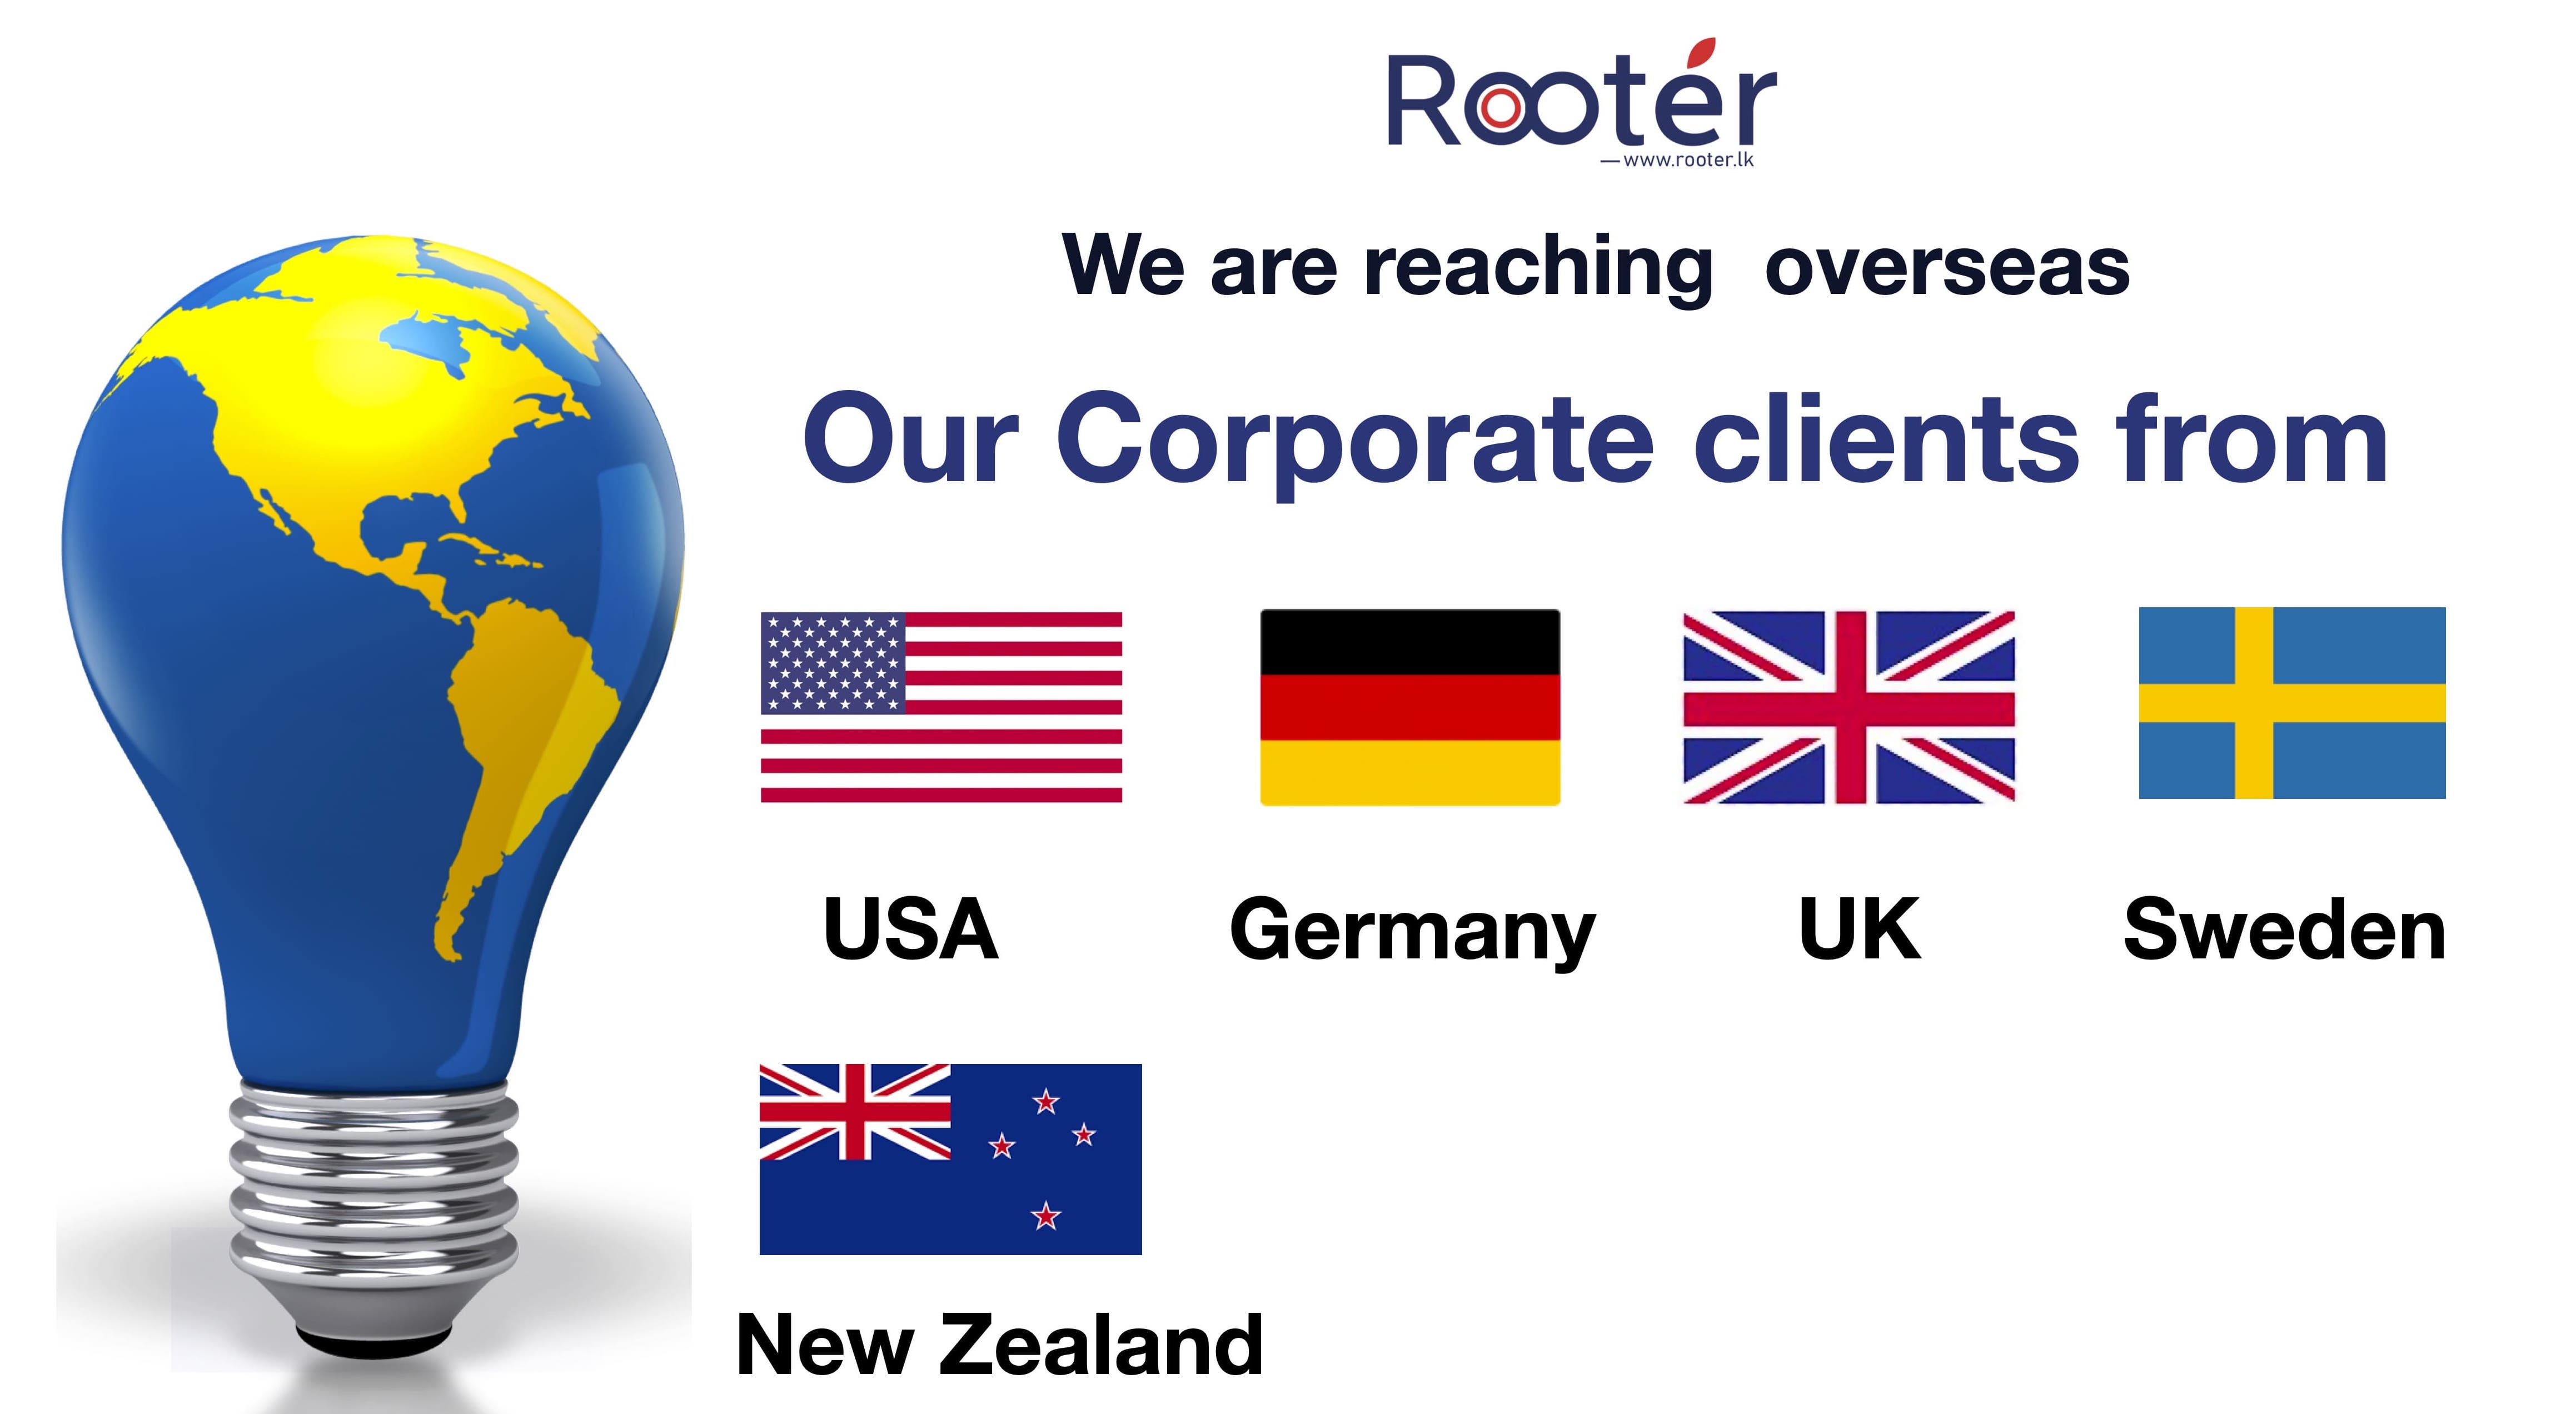 Rootér
—www.rooter.lk
We are reaching  overseas
Our Corporate clients from
USA
Germany
UK
Sweden
New Zealand